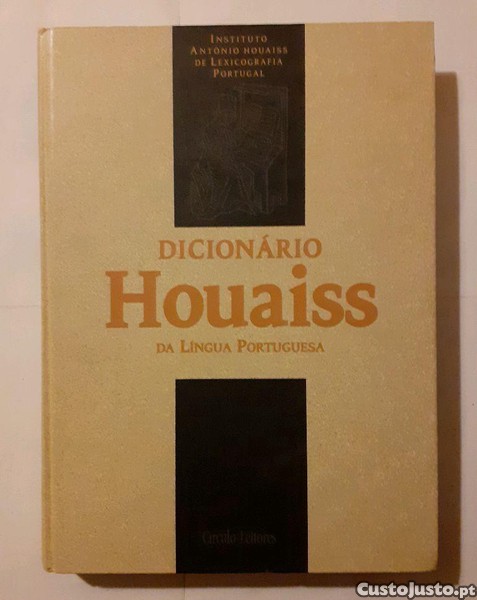 INSTITUTO
ANTÓNIO HOUAISS
DE LEXICOGRAFIA
PORTUGAL
DICIONÁRIO
Houaiss
DA LÍNGUA PORTUGUESA
Círculo Leitores
CustoJusto.pt